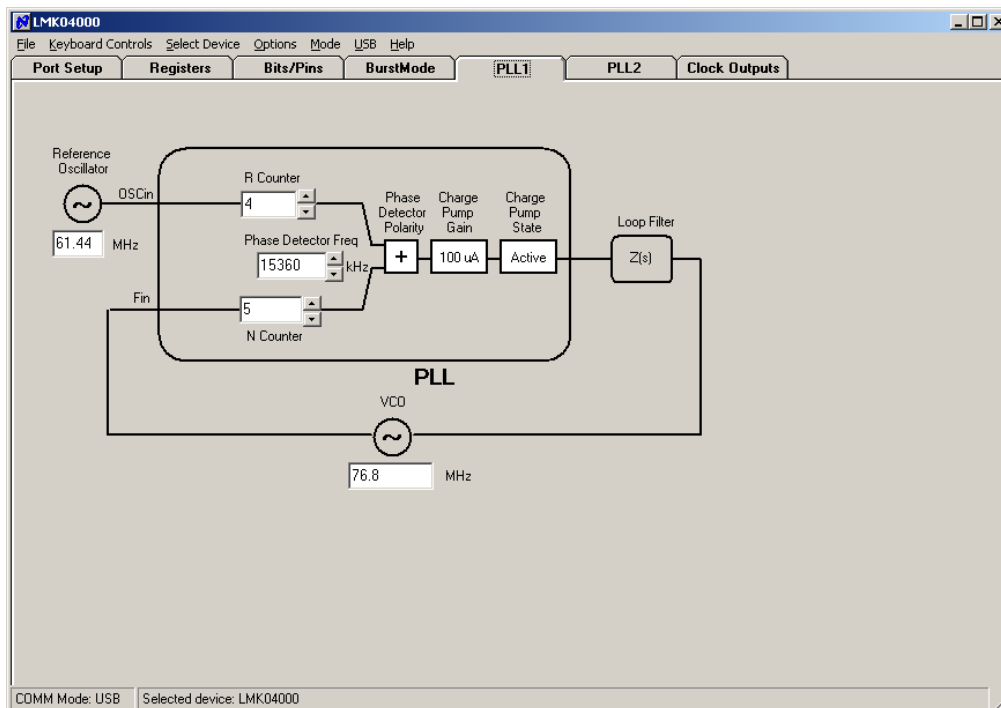 LMK04000
File Keyboard Controls Select Device Options Mode USB Help
Port Setup Registers Bits/Pins BurstMode PLL1 PLL2 Clock Outputs
Reference
Oscillator
OSCin
61.44 MHz
R Counter
4
Phase Detector Freq
15360 kHz
Fin
5
N Counter
Phase
Detector
Polarity
+
Charge
Pump
Gain
100 uA
Charge
Pump
State
Active
Loop Filter
Z(s)
PLL
VCO
76.8 MHz
COMM Mode: USB Selected device: LMK04000